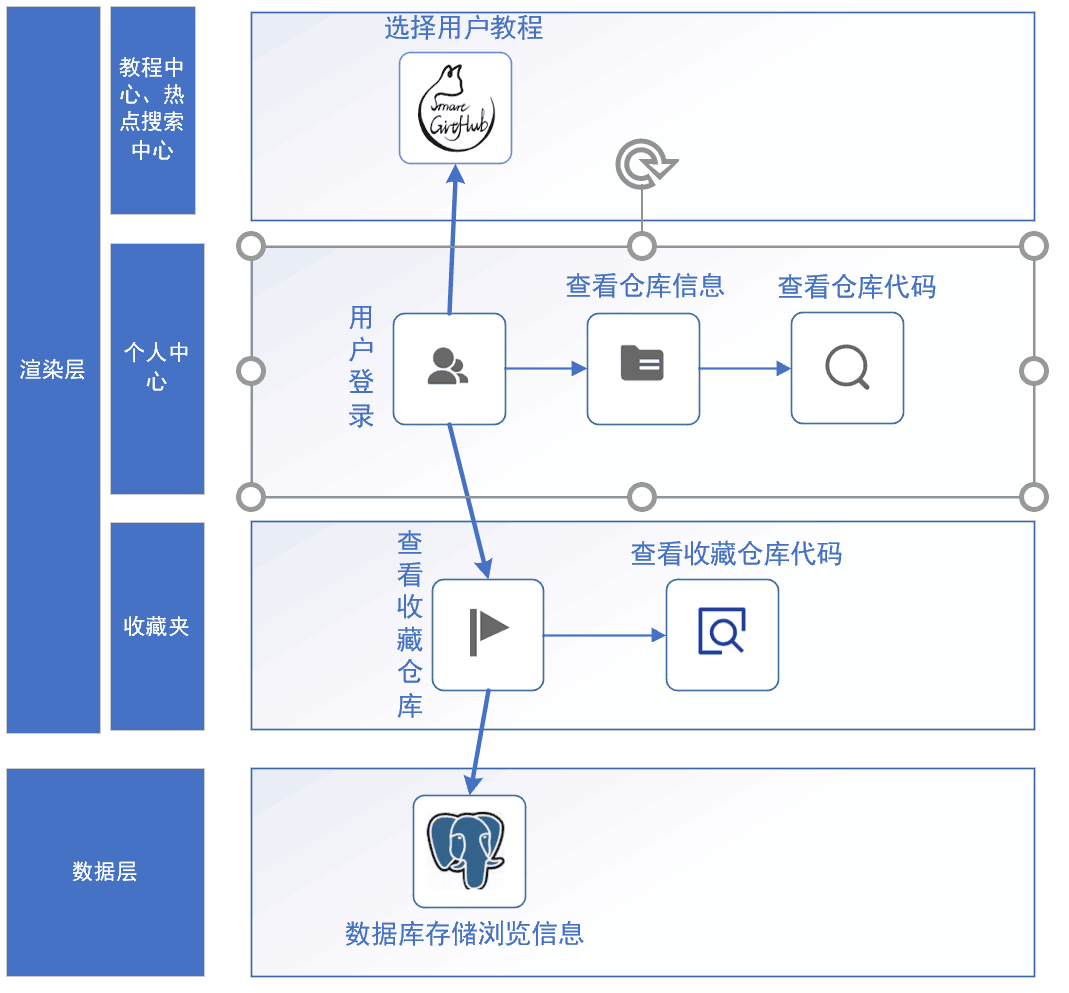 选择用户教程
教程中
心、热
点搜索
中心
Smart
GitHub
渲染层
个人中
心
用
户
登
录
查看仓库信息
查看仓库代码
收藏夹
查
看
收
藏
仓
库
查看收藏仓库代码
数据层
数据库存储浏览信息